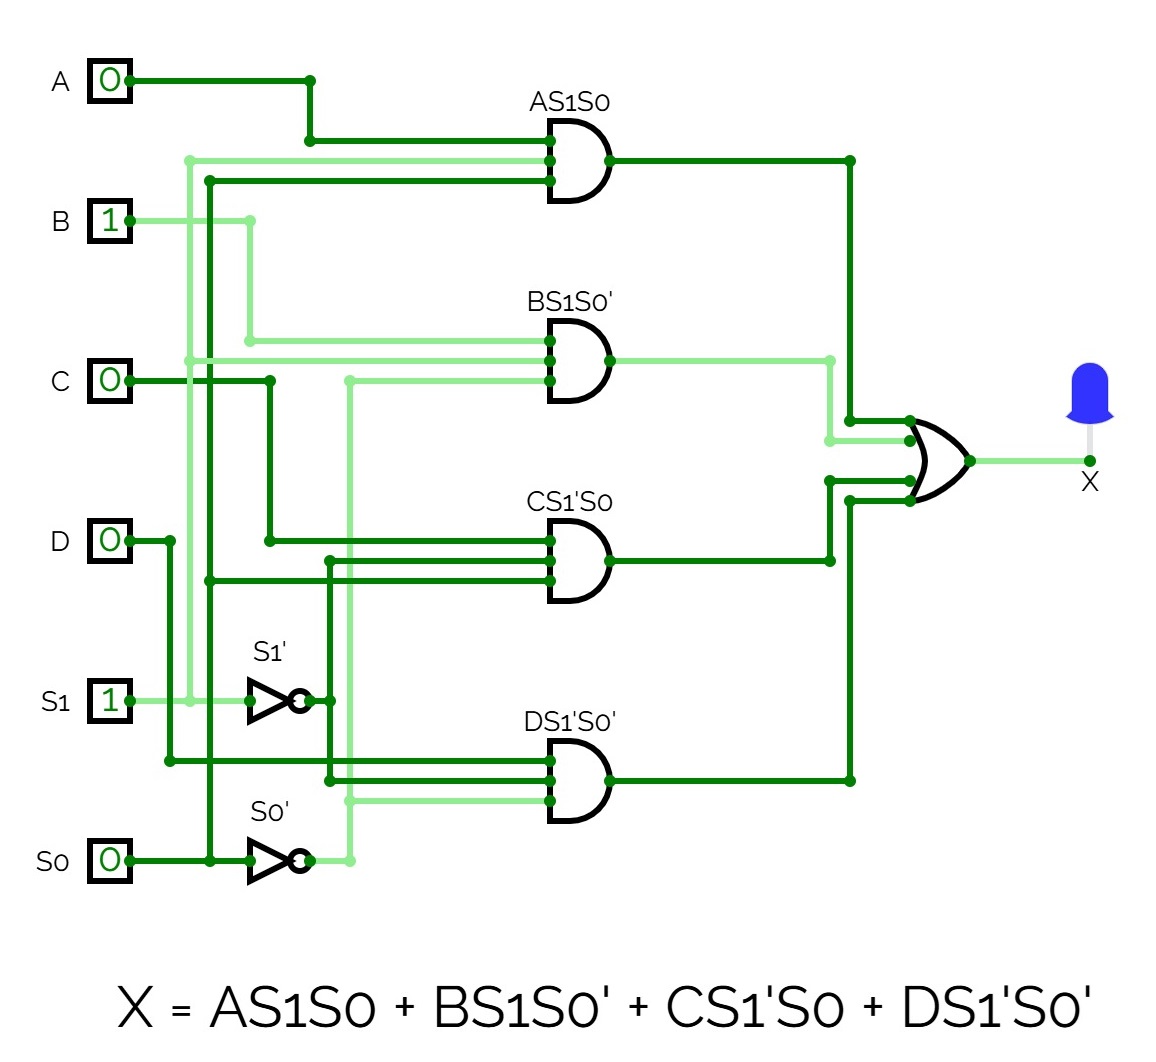 A 0
AS1S0
B 1
BS1S0'
C 0
D 0
CS1'S0
S1'
S1 1
DS1'S0'
S0'
S0 0
X
X = AS1S0 + BS1S0' + CS1'S0 + DS1'S0'